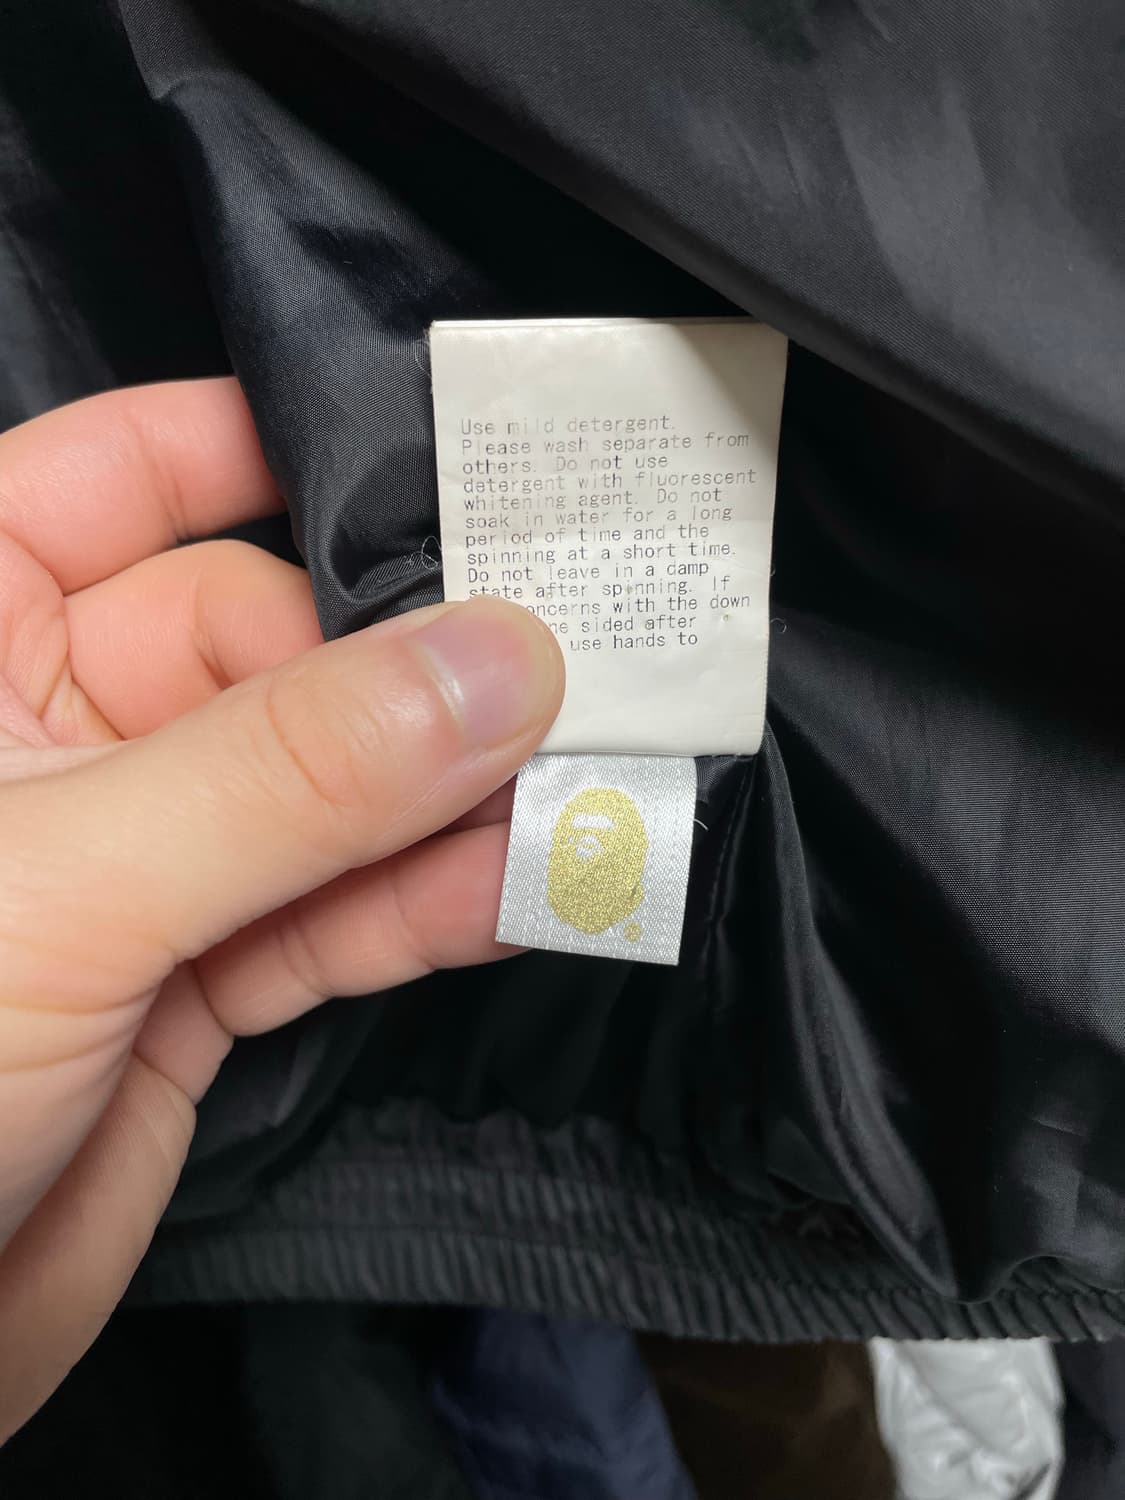 Use mild detergent.
Please wash separate from
others. Do not use
detergent with fluorescent
whitening agent. Do not
soak in water for a long
period of time and the
spinning at a short time.
Do not leave in a damp
state after spinning. If
with the down
sided after
use hands to
®